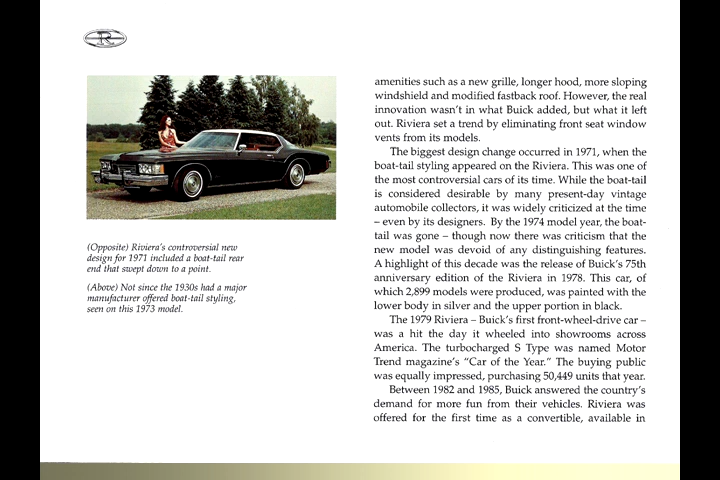 R
(Opposite) Riviera's controversial new
design for 1971 included a boat-tail rear
end that swept down to a point.
(Above) Not since the 1930s had a major
manufacturer offered boat-tail styling,
seen on this 1973 model.
amenities such as a new grille, longer hood, more sloping
windshield and modified fastback roof. However, the real
innovation wasn't in what Buick added, but what it left
out. Riviera set a trend by eliminating front seat window
vents from its models.
The biggest design change occurred in 1971, when the
boat-tail styling appeared on the Riviera. This was one of
the most controversial cars of its time. While the boat-tail
is considered desirable by many present-day vintage
automobile collectors, it was widely criticized at the time
– even by its designers. By the 1974 model year, the boat-
tail was gone – though now there was criticism that the
new model was devoid of any distinguishing features.
A highlight of this decade was the release of Buick's 75th
anniversary edition of the Riviera in 1978. This car, of
which 2,899 models were produced, was painted with the
lower body in silver and the upper portion in black.
The 1979 Riviera – Buick's first front-wheel-drive car –
was a hit the day it wheeled into showrooms across
America. The turbocharged S Type was named Motor
Trend magazine's "Car of the Year." The buying public
was equally impressed, purchasing 50,449 units that year.
Between 1982 and 1985, Buick answered the country's
demand for more fun from their vehicles. Riviera was
offered for the first time as a convertible, available in